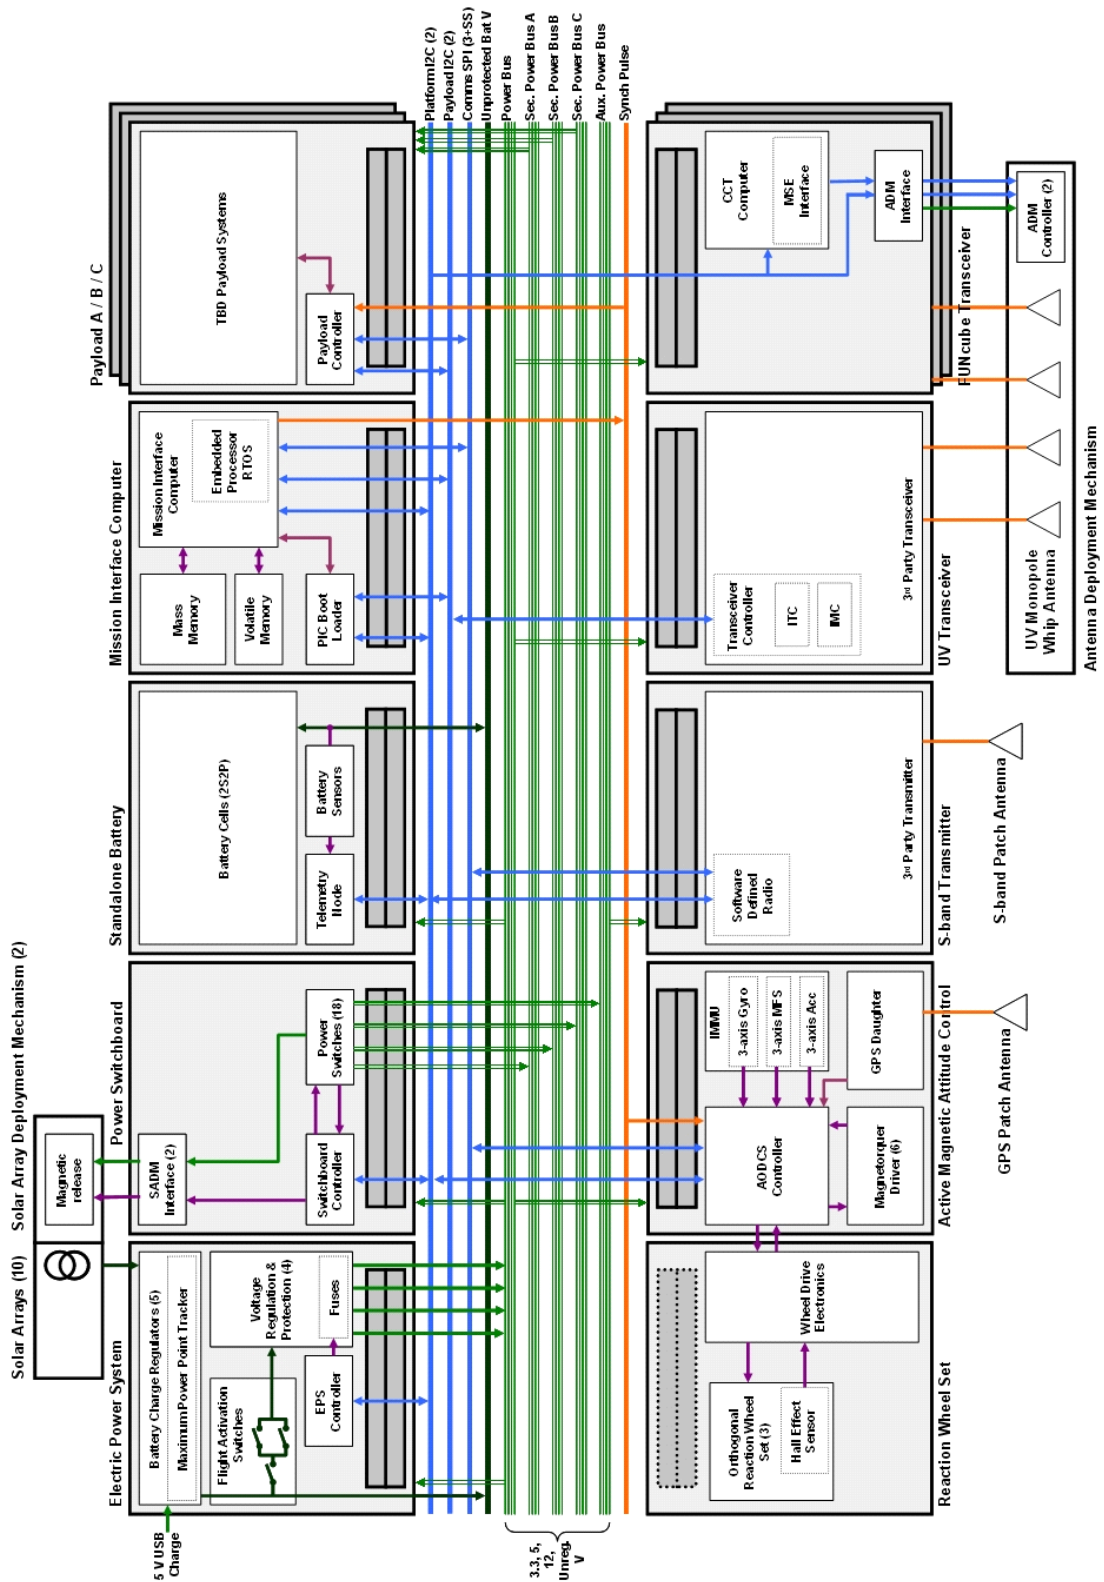 Solar Arrays (10)
Solar Array Deployment Mechanism (2)
Magnetic
release
5 V USB
Charge
Electric Power System
Battery Charge Regulators (5)
Maximum Power Point Tracker
Flight Activation
Switches
Voltage
Regulation &
Protection (4)
Fuses
EPS
Controller
Power Switchboard
SADM
Interface (2)
Switchboard
Controller
Power
Switches (18)
Standalone Battery
Battery Cells (2S2P)
Telemetry
Node
Battery
Sensors
Mission Interface Computer
Mass
Memory
Volatile
Memory
PIC Boot
Loader
Mission Interface
Computer
Embedded
Processor
RTOS
Payload A / B / C
TBD Payload Systems
Payload
Controller
Platform I2C (2)
Payload I2C (2)
Comms SPI (3+SS)
Unprotected Bat V
Power Bus
Sec. Power Bus A
Sec. Power Bus B
Sec. Power Bus C
Aux. Power Bus
Synch Pulse
3.3, 5,
12,
Unreg.
V
Reaction Wheel Set
Orthogonal
Reaction Wheel
Set (3)
Hall Effect
Sensor
Wheel Drive
Electronics
Active Magnetic Attitude Control
AODCS
Controller
IMMU
3-axis Gyro
3-axis MFS
3-axis Acc
Magnetorquer
Driver (6)
GPS Daughter
GPS Patch Antenna
S-band Transmitter
Software
Defined
Radio
3rd Party Transmitter
S-band Patch Antenna
UV Transceiver
Transceiver
Controller
ITC
IMC
3rd Party Transceiver
FUNcube Transceiver
CCT
Computer
MSE
Interface
ADM
Interface
ADM
Controller (2)
UV Monopole
Whip Antenna
Antenna Deployment Mechanism